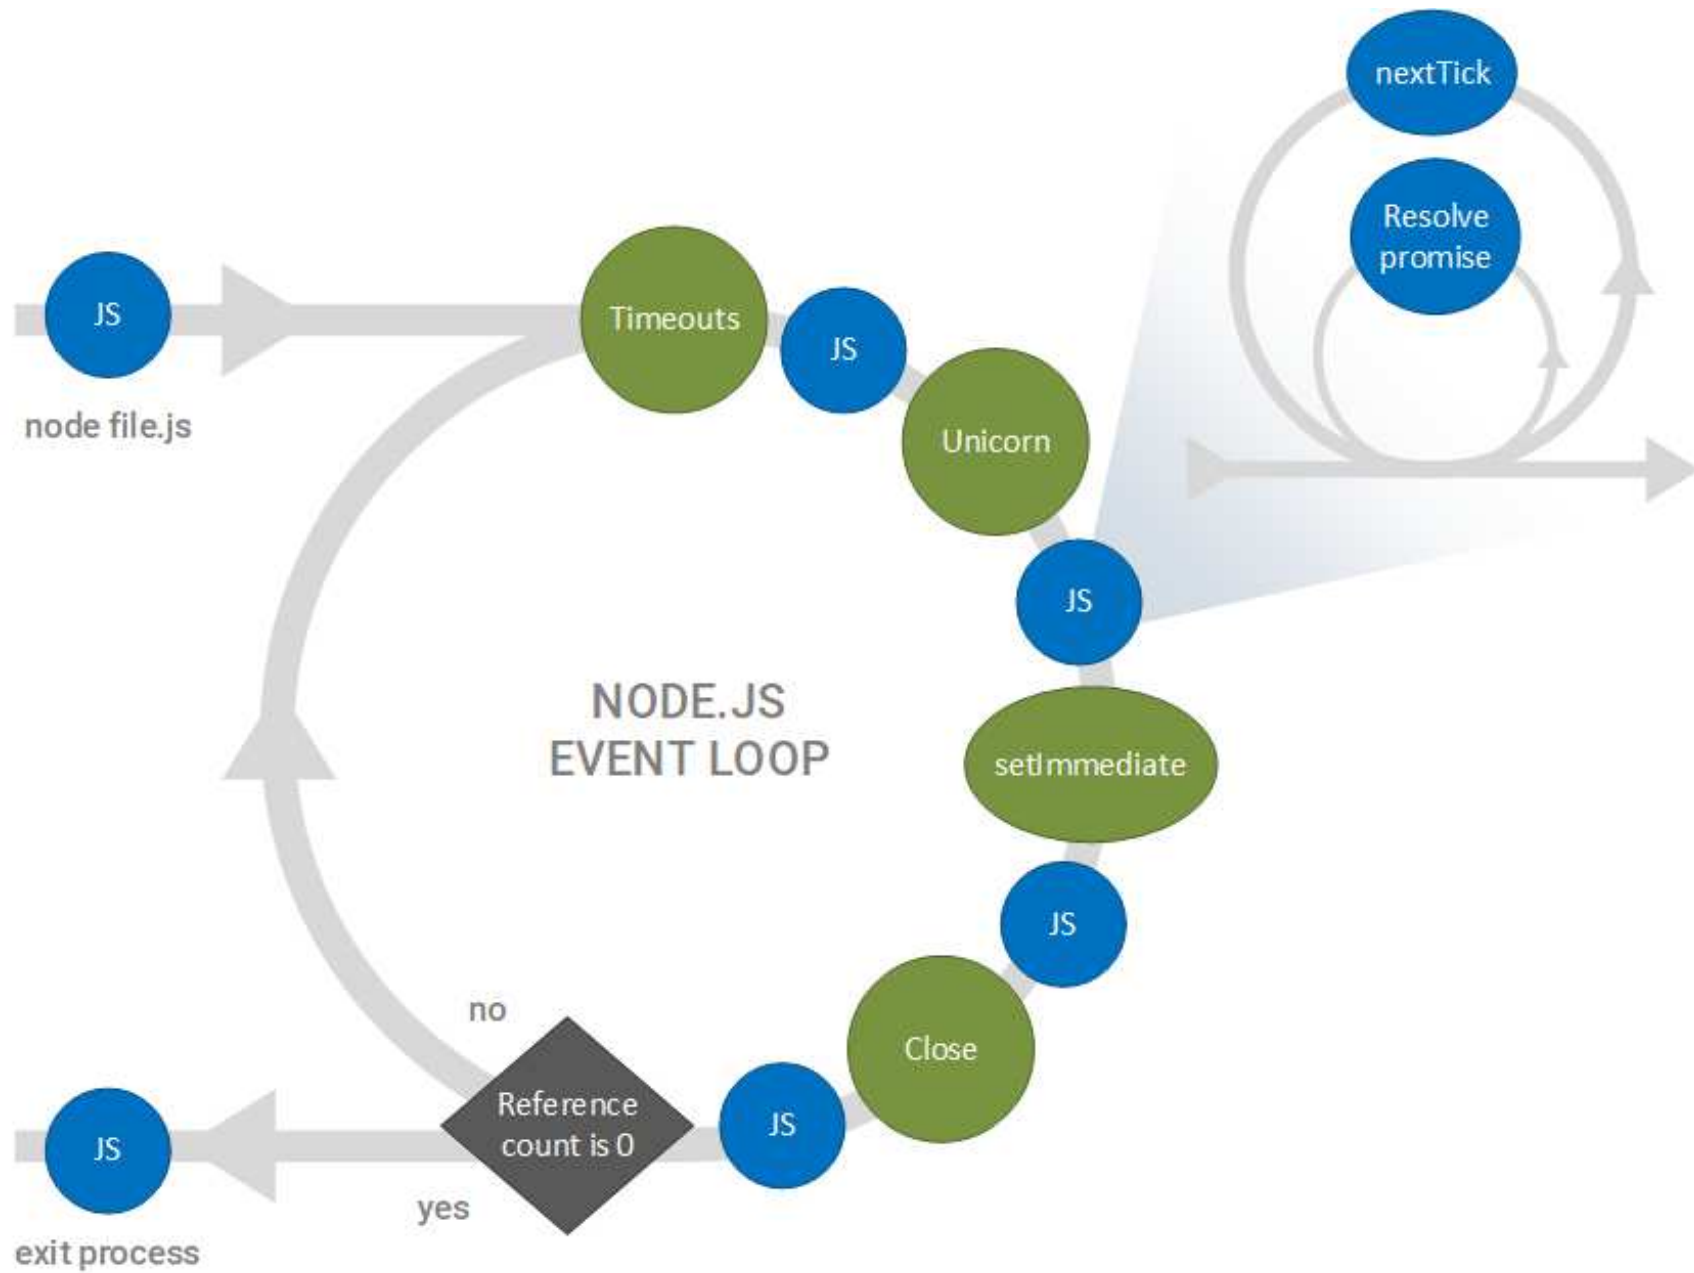 nextTick
Resolve
promise
JS
node file.js
Timeouts
JS
Unicorn
JS
NODE.JS
EVENT LOOP
setImmediate
JS
Close
no
Reference
count is 0
JS
JS
yes
exit process